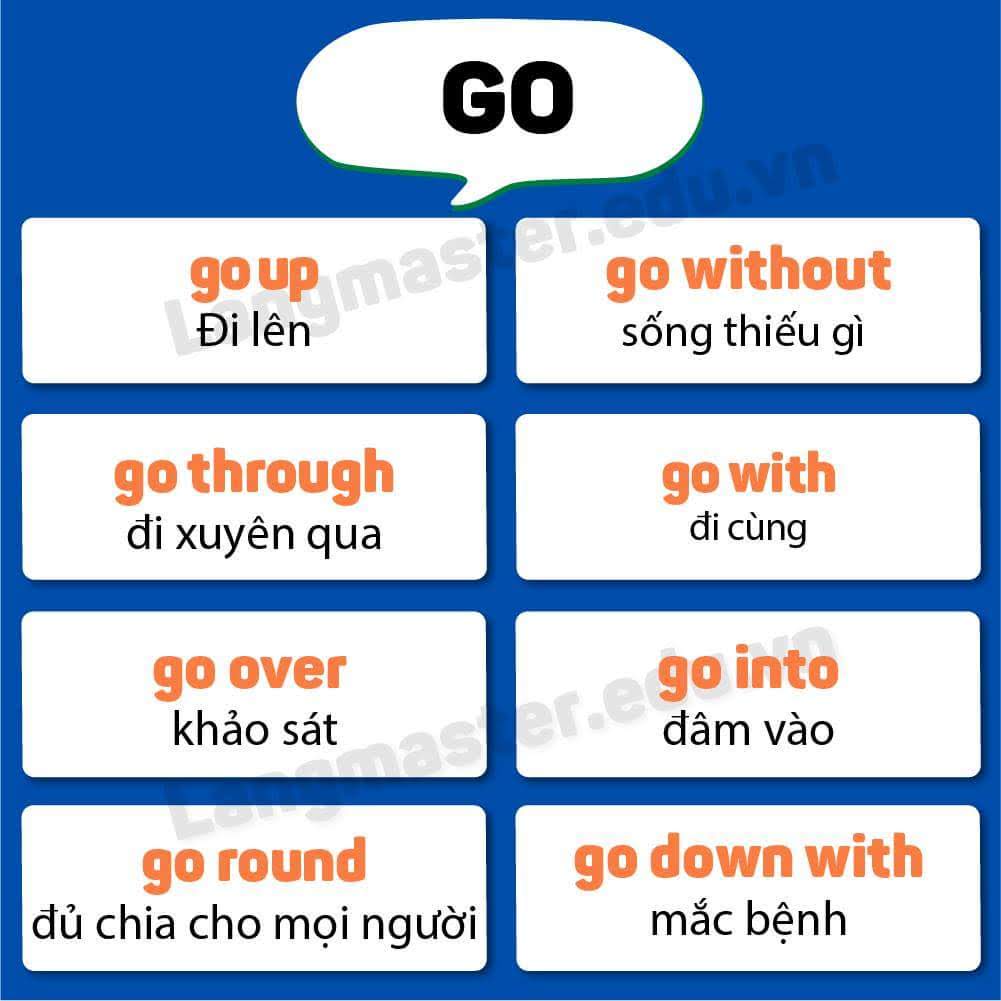 GO
go up
Đi lên
go without
sống thiếu gì
go through
đi xuyên qua
go with
đi cùng
go over
khảo sát
go into
đâm vào
go round
đủ chia cho mọi người
go down with
mắc bệnh
Langmaster.edu.vn
Langmaster.edu.vn